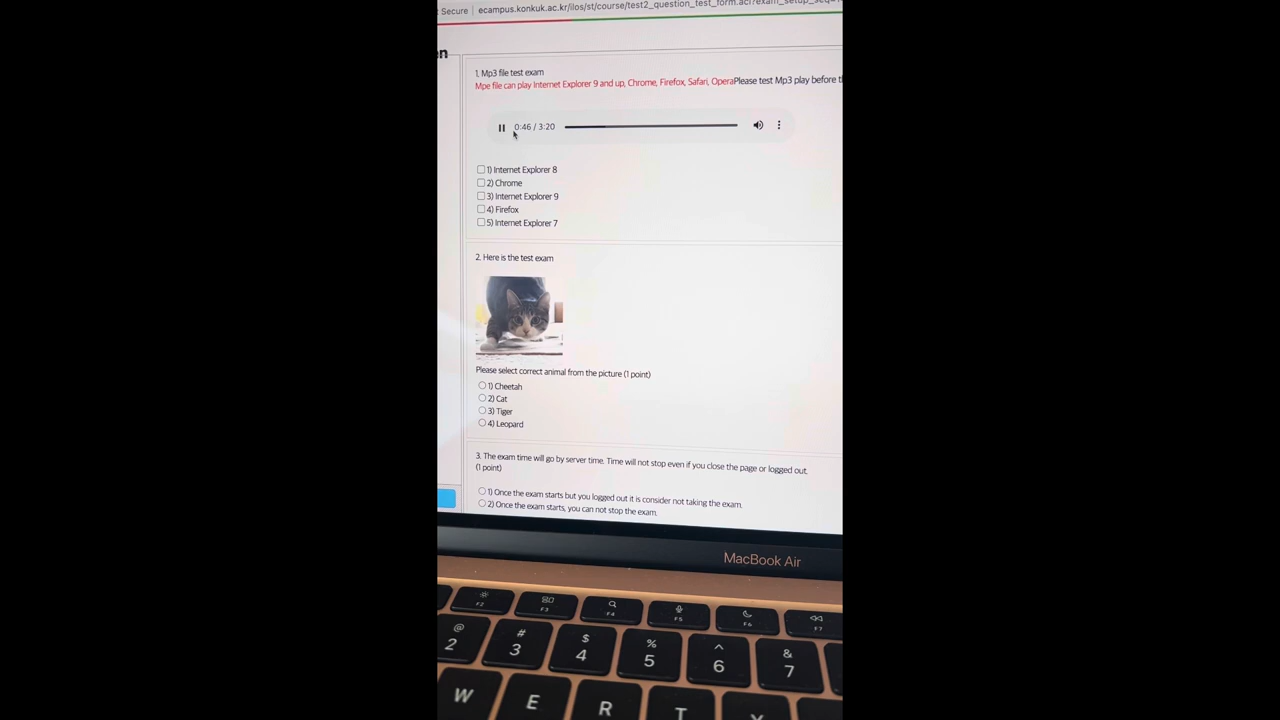 Secure | ecampus.konkuk.ac.kr/ilos/st/course/test2_question_test_form.acl?exam_setup_seq=
n
1. Mp3 file test exam
Mpe file can play Internet Explorer 9 and up, Chrome, Firefox, Safari, OperaPlease test Mp3 play before t
0:46 / 3:20
1) Internet Explorer 8
2) Chrome
3) Internet Explorer 9
4) Firefox
5) Internet Explorer 7
2. Here is the test exam
Please select correct animal from the picture (1 point)
1) Cheetah
2) Cat
3) Tiger
4) Leopard
3. The exam time will go by server time. Time will not stop even if you close the page or logged out.
(1 point)
1) Once the exam starts but you logged out it is consider not taking the exam.
2) Once the exam starts, you can not stop the exam.
MacBook Air
F2 F3 F4 F5 F6 F7
@ # $ % ^ &
2 3 4 5 6 7
W E R T Y